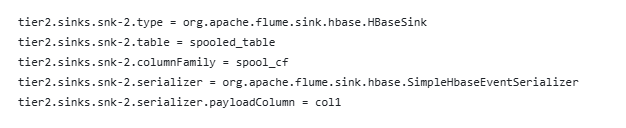 tier2.sinks.snk-2.type = org.apache.flume.sink.hbase.HBaseSink
tier2.sinks.snk-2.table = spooled_table
tier2.sinks.snk-2.columnFamily = spool_cf
tier2.sinks.snk-2.serializer = org.apache.flume.sink.hbase.SimpleHbaseEventSerializer
tier2.sinks.snk-2.serializer.payloadColumn = col1